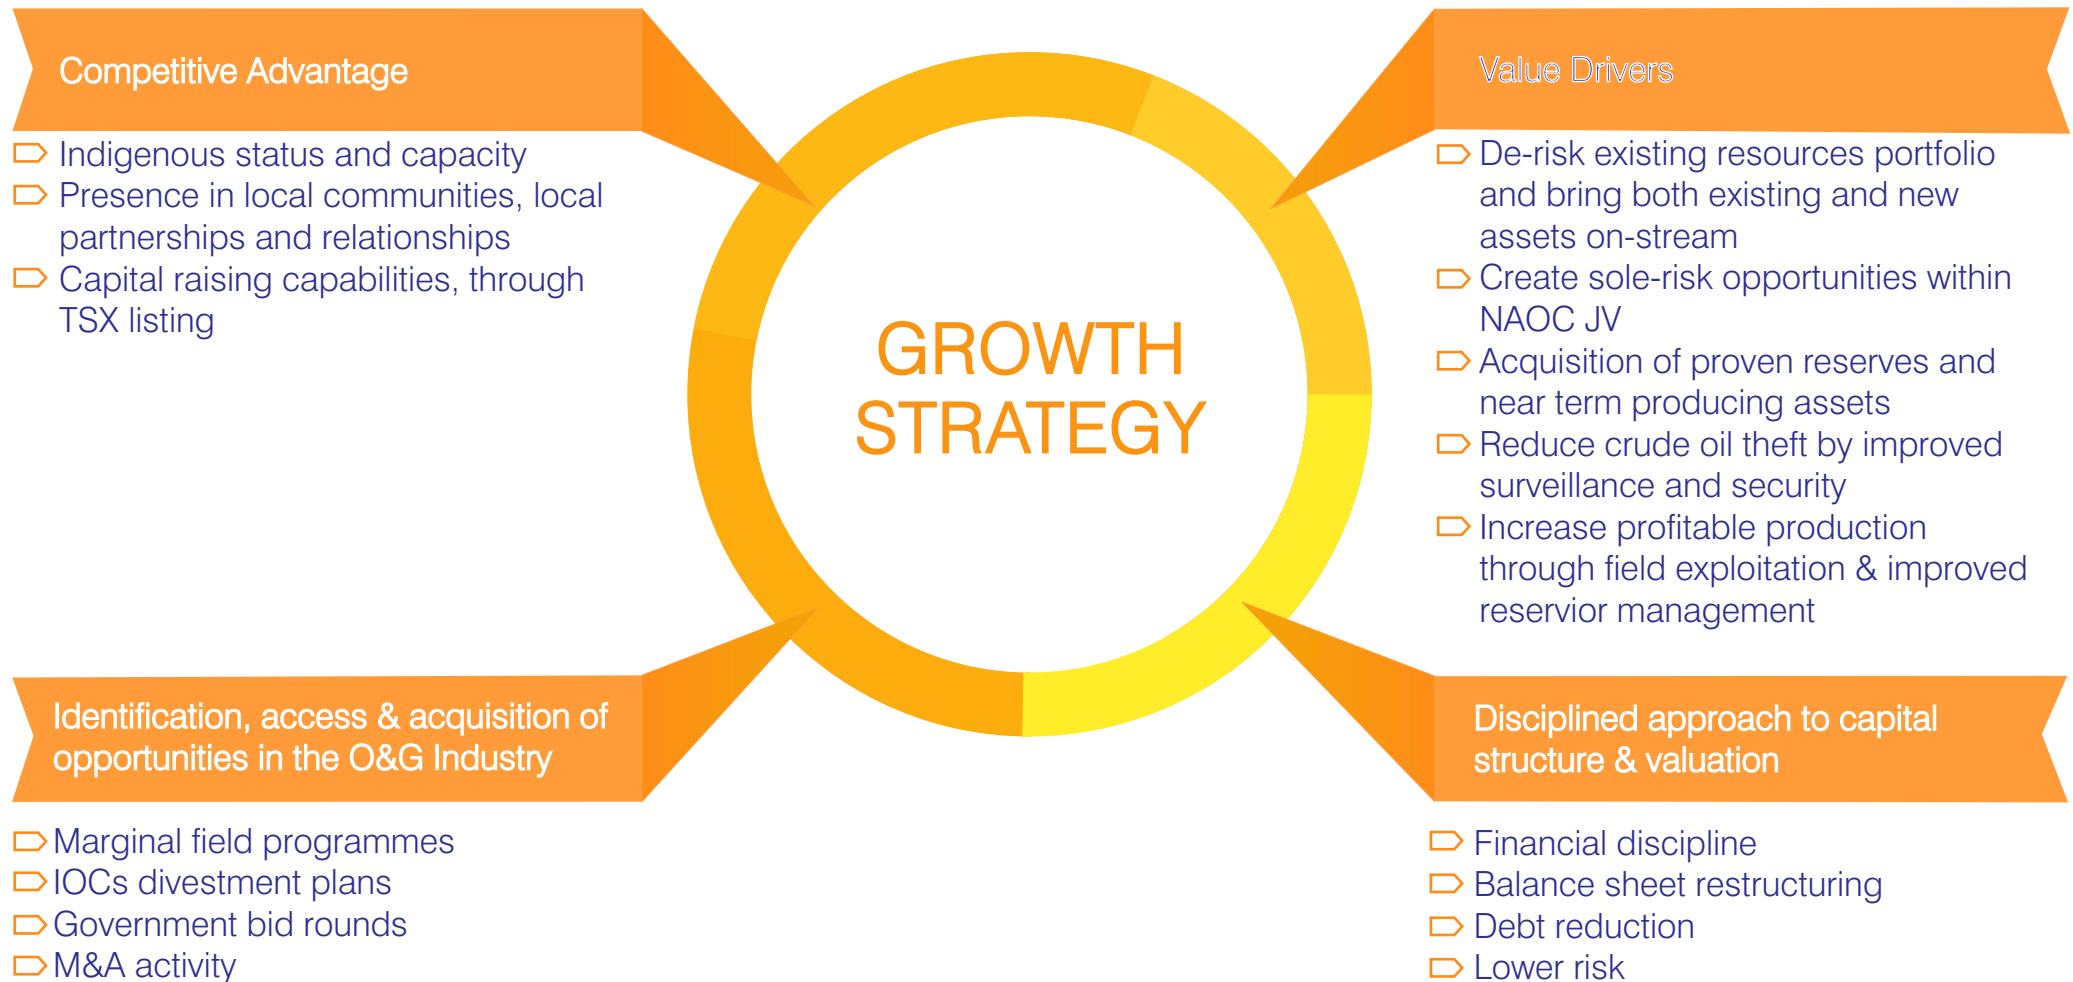 Competitive Advantage
Indigenous status and capacity
Presence in local communities, local
partnerships and relationships
Capital raising capabilities, through
TSX listing
GROWTH
STRATEGY
Value Drivers
De-risk existing resources portfolio
and bring both existing and new
assets on-stream
Create sole-risk opportunities within
NAOC JV
Acquisition of proven reserves and
near term producing assets
Reduce crude oil theft by improved
surveillance and security
Increase profitable production
through field exploitation & improved
reservior management
Identification, access & acquisition of
opportunities in the O&G Industry
Marginal field programmes
IOCs divestment plans
Government bid rounds
M&A activity
Disciplined approach to capital
structure & valuation
Financial discipline
Balance sheet restructuring
Debt reduction
Lower risk